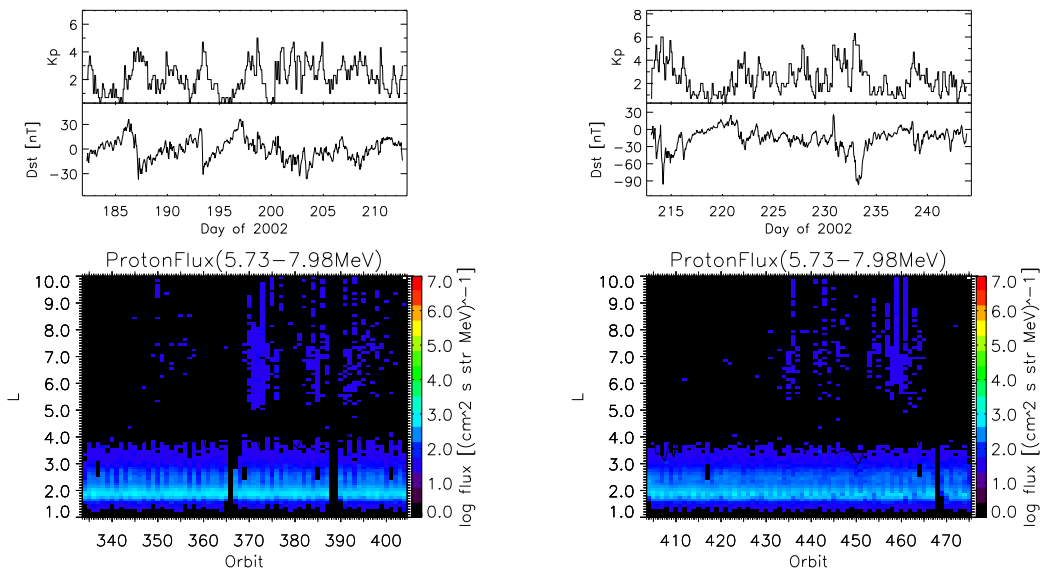 6
4
2
Kp
30
0
−30
Dst [nT]
185 190 195 200 205 210
Day of 2002
ProtonFlux(5.73−7.98MeV)
10.0
9.0
8.0
7.0
6.0
5.0
4.0
3.0
2.0
1.0
L
340 350 360 370 380 390 400
Orbit
7.0
6.0
5.0
4.0
3.0
2.0
1.0
0.0
log flux [(cm^2 s str MeV)^−1]
8
6
4
2
Kp
30
0
−30
−60
−90
Dst [nT]
215 220 225 230 235 240
Day of 2002
ProtonFlux(5.73−7.98MeV)
10.0
9.0
8.0
7.0
6.0
5.0
4.0
3.0
2.0
1.0
L
410 420 430 440 450 460 470
Orbit
7.0
6.0
5.0
4.0
3.0
2.0
1.0
0.0
log flux [(cm^2 s str MeV)^−1]